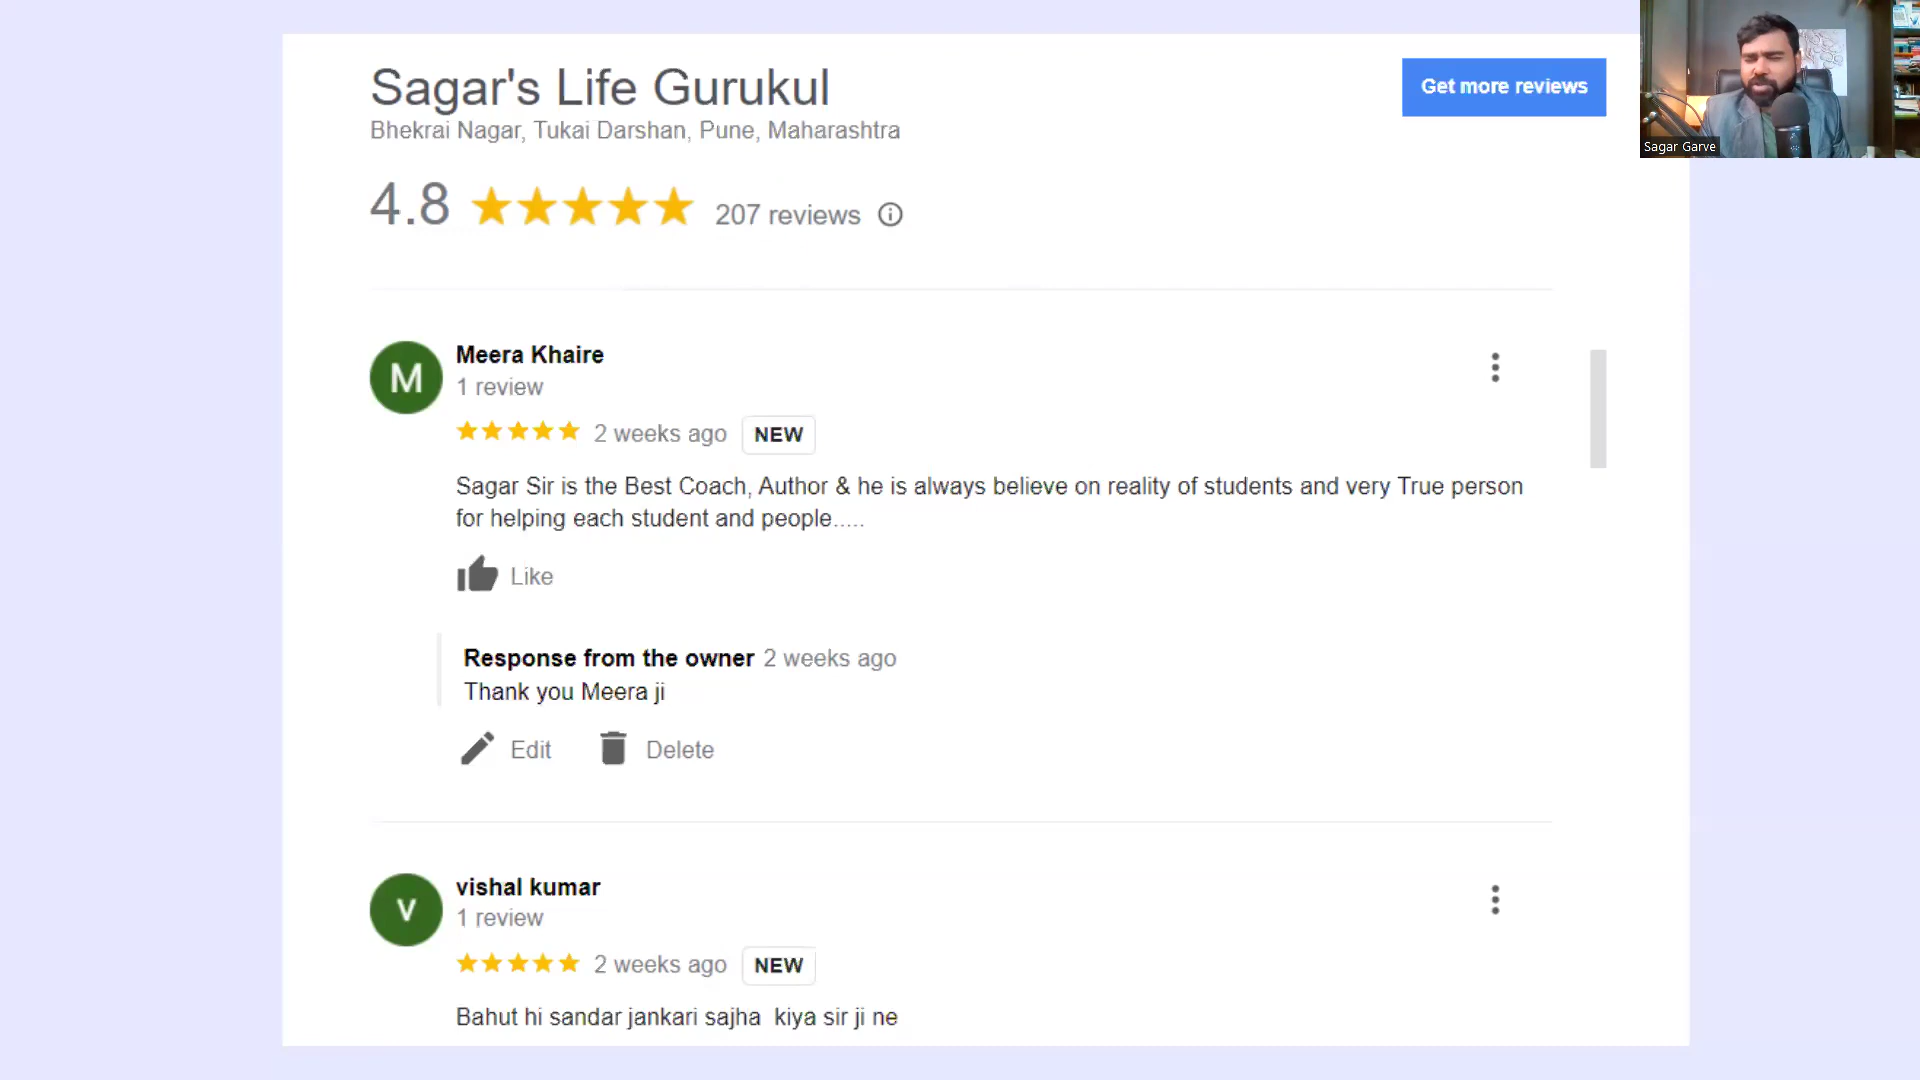 Sagar's Life Gurukul
Bhekrai Nagar, Tukai Darshan, Pune, Maharashtra
4.8
207 reviews
Get more reviews
Sagar Garve
M
Meera Khaire
1 review
2 weeks ago NEW
Sagar Sir is the Best Coach, Author & he is always believe on reality of students and very True person
for helping each student and people.....
Like
Response from the owner 2 weeks ago
Thank you Meera ji
Edit Delete
v
vishal kumar
1 review
2 weeks ago NEW
Bahut hi sandar jankari sajha  kiya sir ji ne